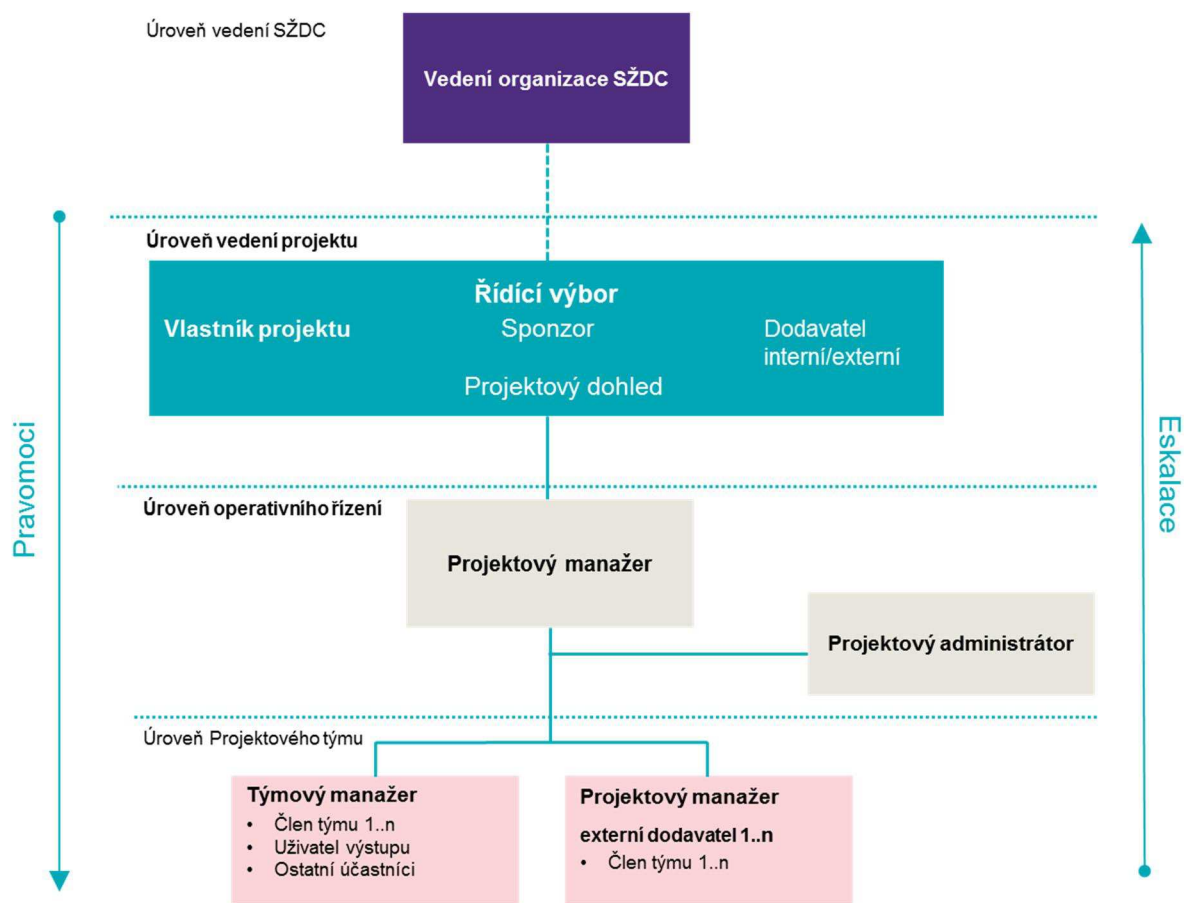 Úroveň vedení SŽDC
Vedení organizace SŽDC
Úroveň vedení projektu
Řídící výbor
Vlastník projektu
Sponzor
Dodavatel
interní/externí
Projektový dohled
Pravomoci
Eskalace
Úroveň operativního řízení
Projektový manažer
Projektový administrátor
Úroveň Projektového týmu
Týmový manažer
• Člen týmu 1..n
• Uživatel výstupu
• Ostatní účastníci
Projektový manažer
externí dodavatel 1..n
• Člen týmu 1..n